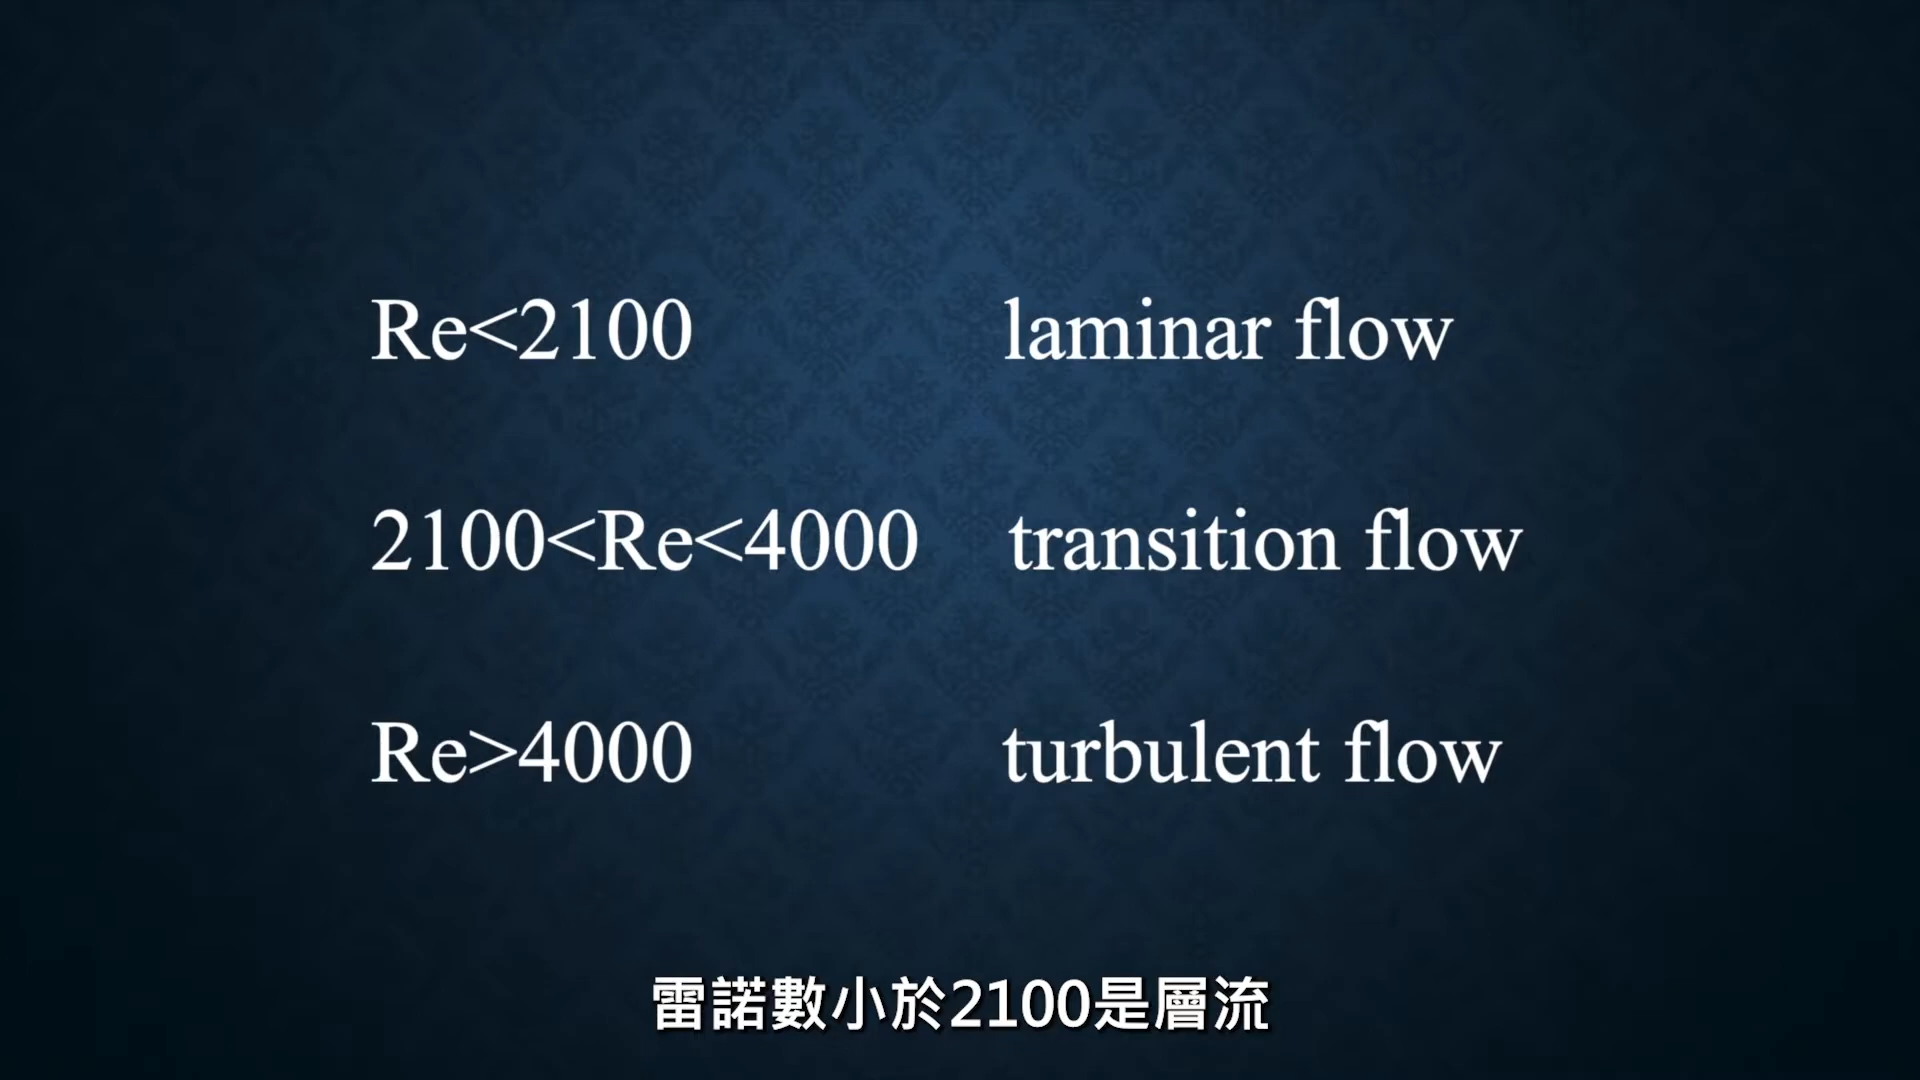 Re<2100 laminar flow
2100<Re<4000 transition flow
Re>4000 turbulent flow
雷諾數小於2100是層流